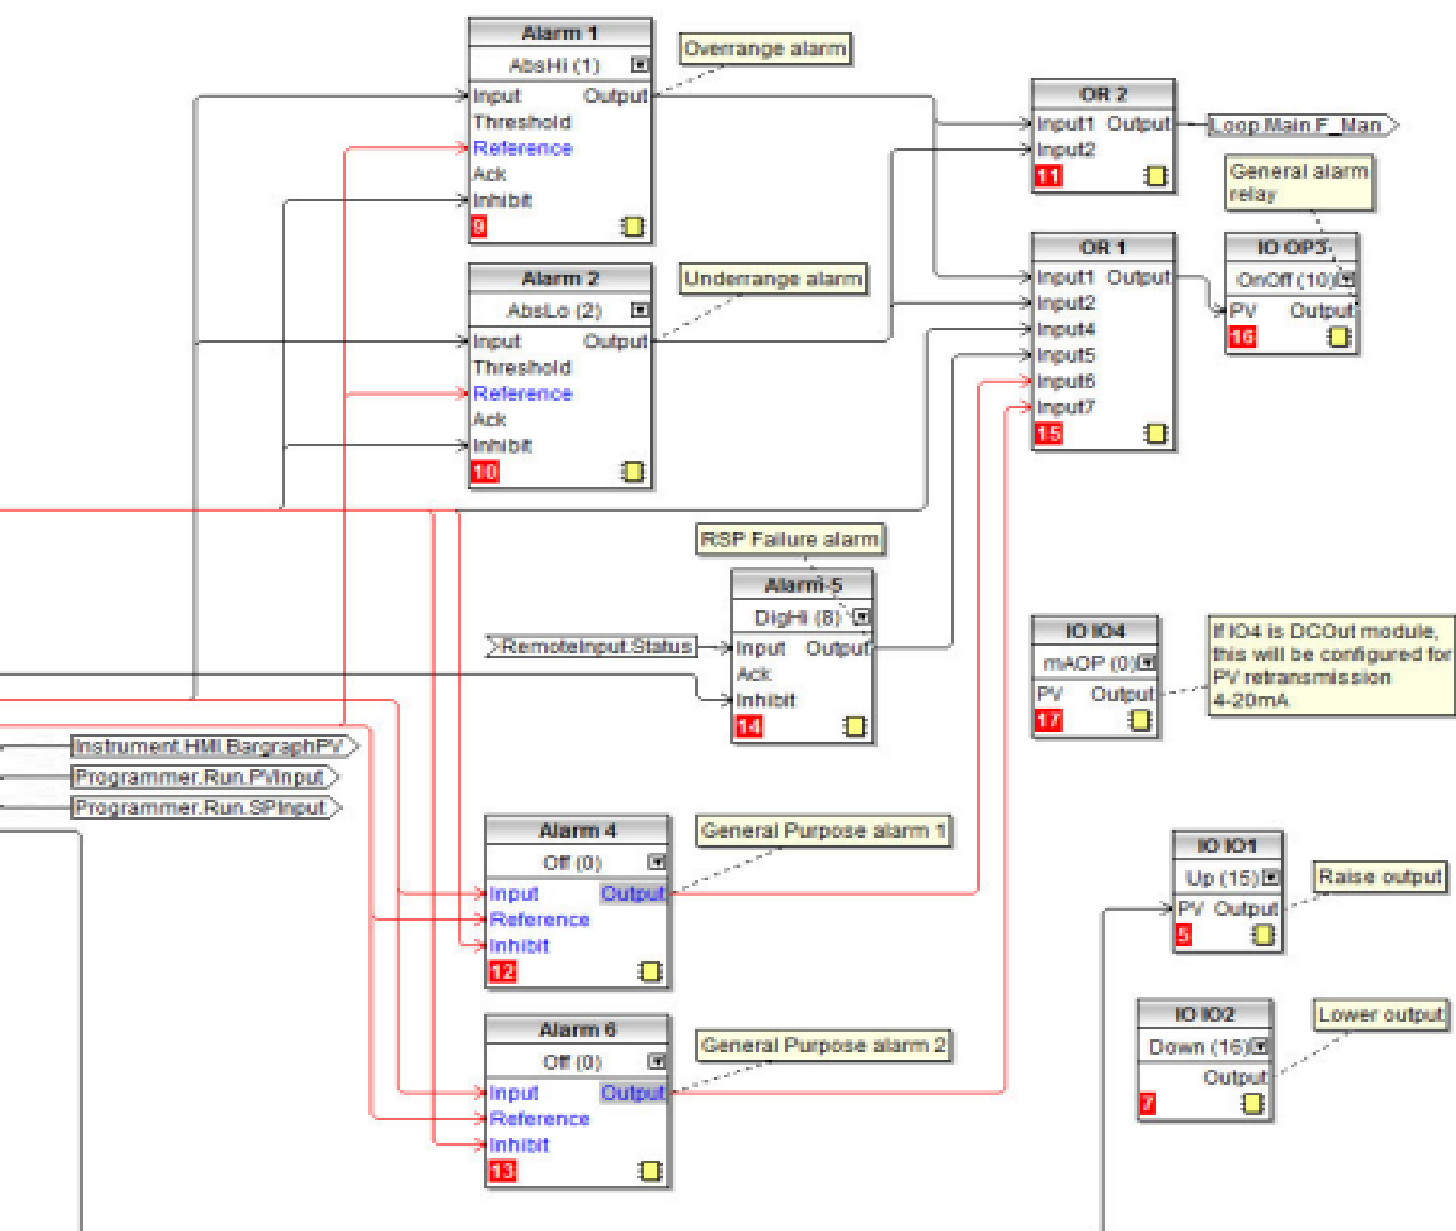 Alarm 1
AbsHi (1)
Input Output
Threshold
Reference
Ack
Inhibit
9
Overrange alarm
Alarm 2
AbsLo (2)
Input Output
Threshold
Reference
Ack
Inhibit
10
Underrange alarm
OR 2
Input1 Output
Input2
11
Loop.Main.F_Man
General alarm
relay
OR 1
Input1 Output
Input2
Input4
Input5
Input6
Input7
15
IO OP3
OnOff (10)
PV Output
16
RSP Failure alarm
Alarm 5
DigHi (8)
Input Output
Ack
Inhibit
14
RemoteInput.Status
IO IO4
mAOP (0)
PV Output
17
If IO4 is DCOut module,
this will be configured for
PV retransmission
4-20mA
Instrument.HMI.BargraphPV
Programmer.Run.PVInput
Programmer.Run.SPInput
Alarm 4
Off (0)
Input Output
Reference
Inhibit
12
General Purpose alarm 1
Alarm 6
Off (0)
Input Output
Reference
Inhibit
13
General Purpose alarm 2
IO IO1
Up (15)
PV Output
5
Raise output
IO IO2
Down (16)
Output
7
Lower output